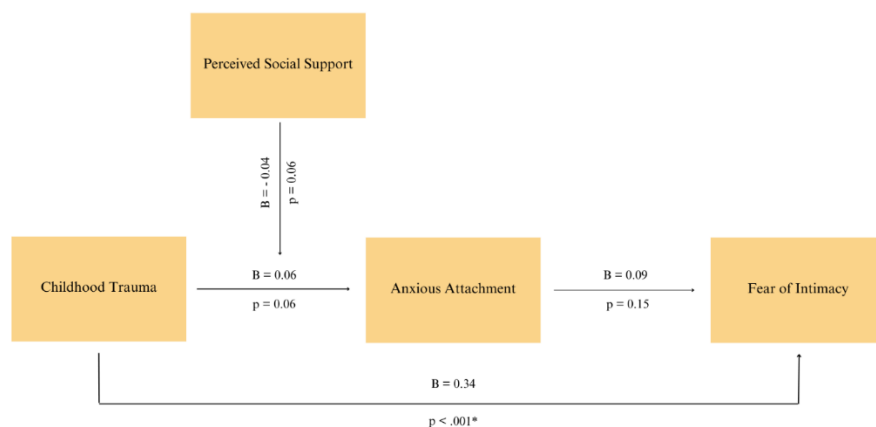 Perceived Social Support
B = - 0.04
p = 0.06
Childhood Trauma
B = 0.06
p = 0.06
Anxious Attachment
B = 0.09
p = 0.15
Fear of Intimacy
B = 0.34
p < .001*